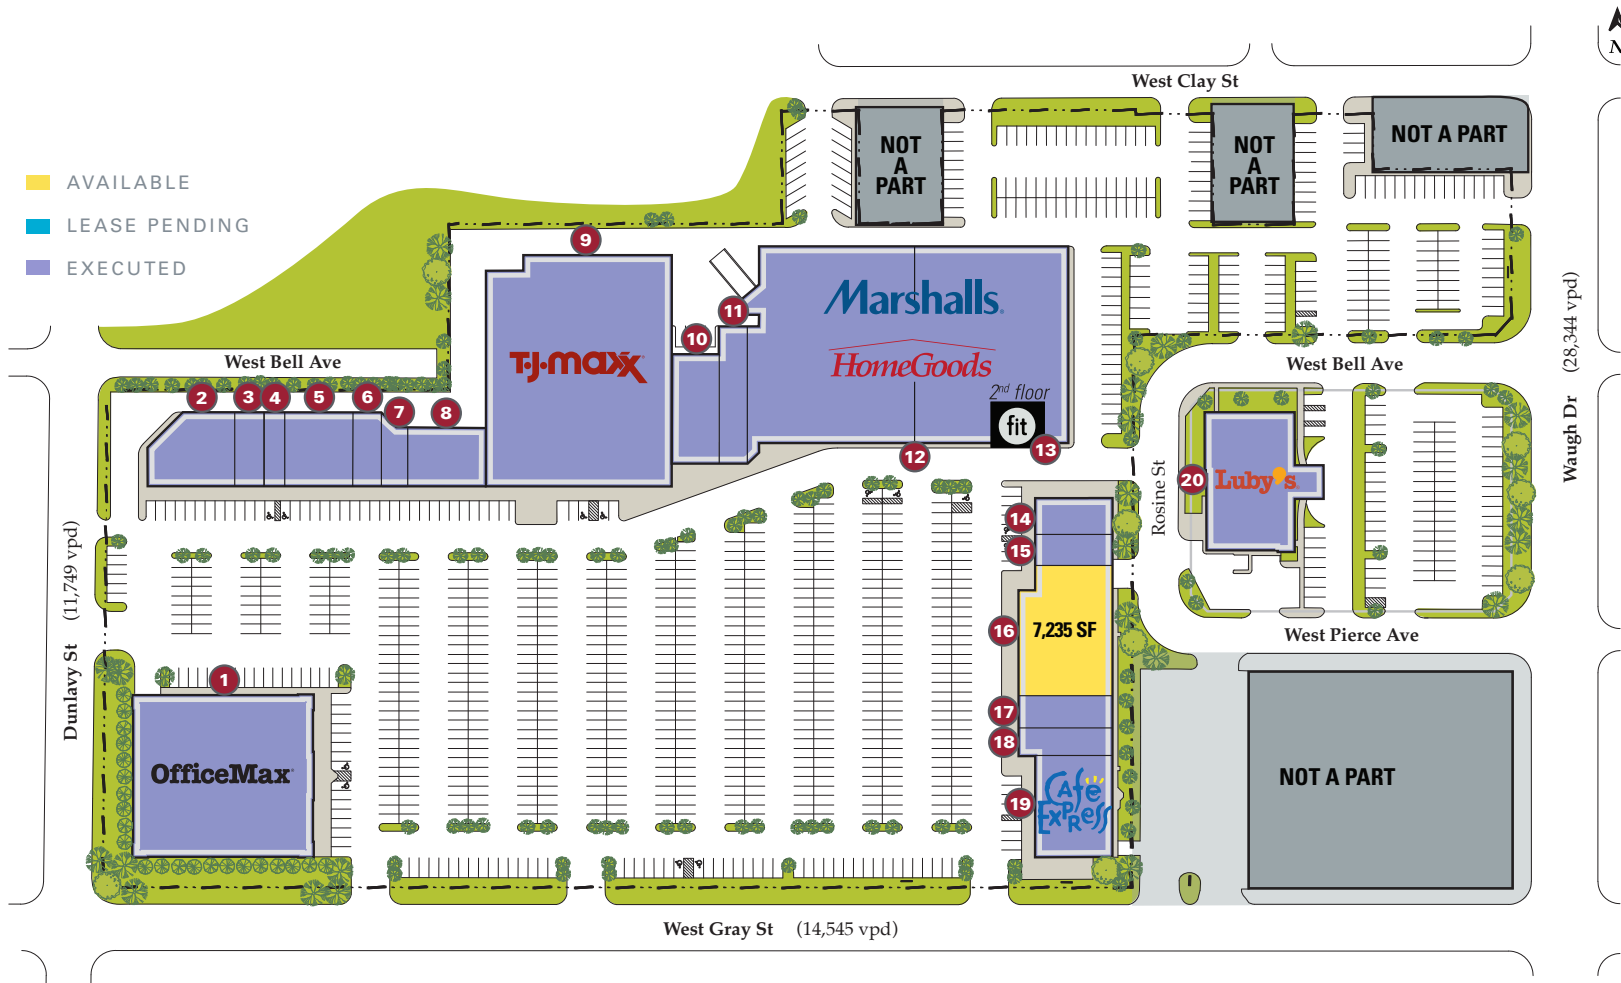 N
West Clay St
NOT
A
PART
NOT
A
PART
NOT A PART
AVAILABLE
LEASE PENDING
EXECUTED
9
Marshalls.
11
10
T·J·maxx
HomeGoods
2nd floor
fit
West Bell Ave
West Bell Ave
(28,344 vpd)
Waugh Dr
2
3
4
5
6
7
8
12
13
Rosine St
20
Luby's
14
15
16
7,235 SF
17
18
19
Café
Express
West Pierce Ave
(11,749 vpd)
Dunlavy St
1
OfficeMax
NOT A PART
West Gray St (14,545 vpd)